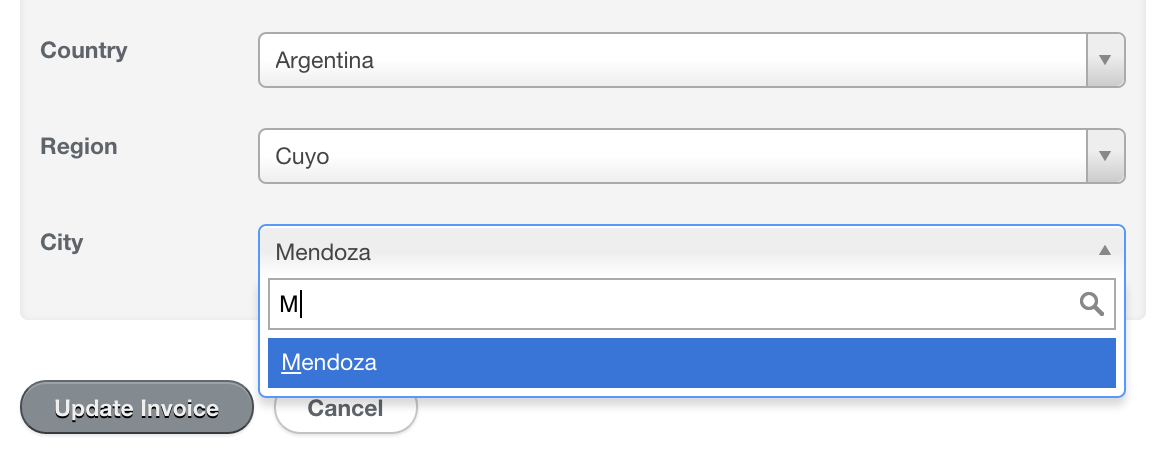 Country
Argentina
Region
Cuyo
City
Mendoza
M
Mendoza
Update Invoice
Cancel